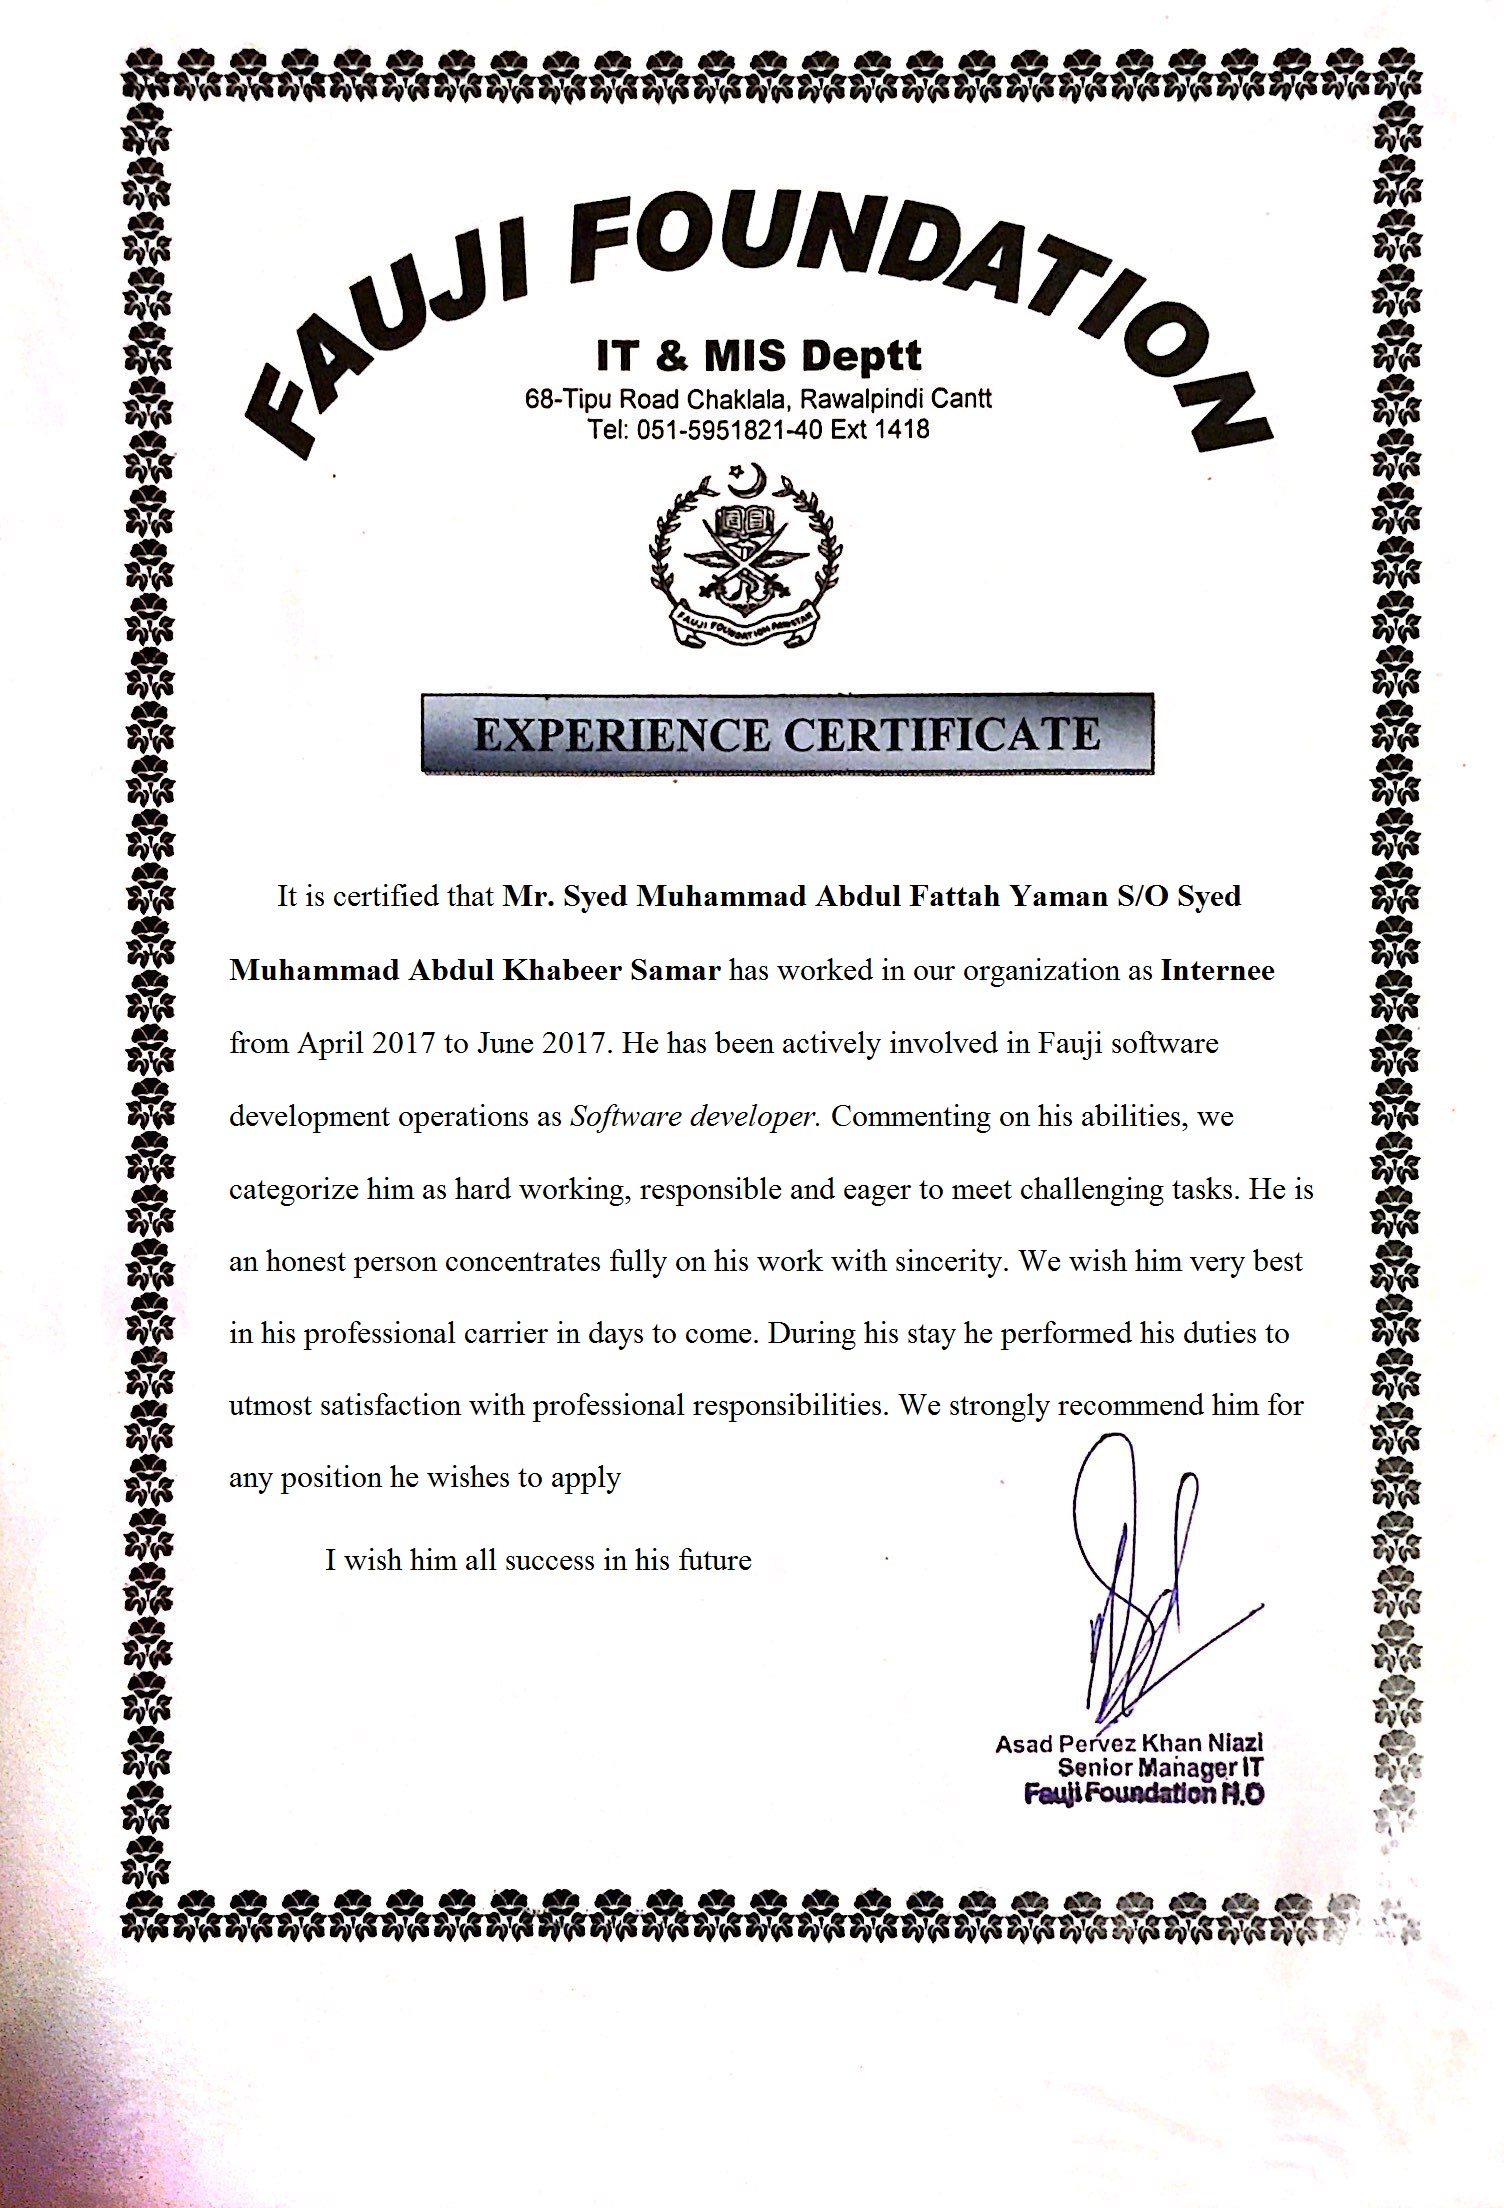 FAUJI FOUNDATION
IT & MIS Deptt
68-Tipu Road Chaklala, Rawalpindi Cantt
Tel: 051-5951821-40 Ext 1418
FAUJI FOUNDATION PAKISTAN
EXPERIENCE CERTIFICATE
It is certified that Mr. Syed Muhammad Abdul Fattah Yaman S/O Syed
Muhammad Abdul Khabeer Samar has worked in our organization as Internee
from April 2017 to June 2017. He has been actively involved in Fauji software
development operations as Software developer. Commenting on his abilities, we
categorize him as hard working, responsible and eager to meet challenging tasks. He is
an honest person concentrates fully on his work with sincerity. We wish him very best
in his professional carrier in days to come. During his stay he performed his duties to
utmost satisfaction with professional responsibilities. We strongly recommend him for
any position he wishes to apply
I wish him all success in his future
Asad Pervez Khan Niazi
Senior Manager IT
Fauji Foundation H.O